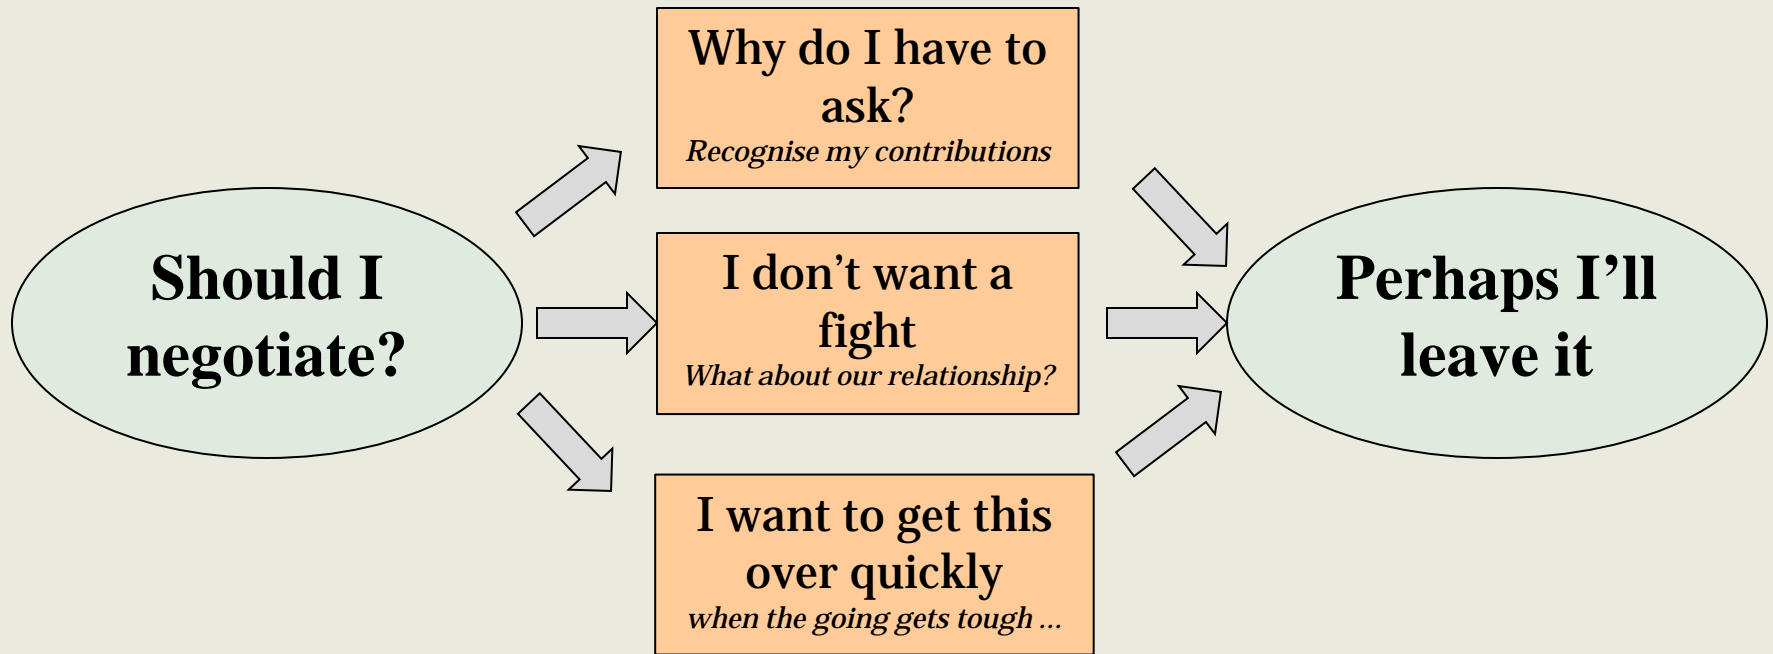 Should I
negotiate?
Why do I have to
ask?
Recognise my contributions
I don’t want a
fight
What about our relationship?
I want to get this
over quickly
when the going gets tough …
Perhaps I’ll
leave it